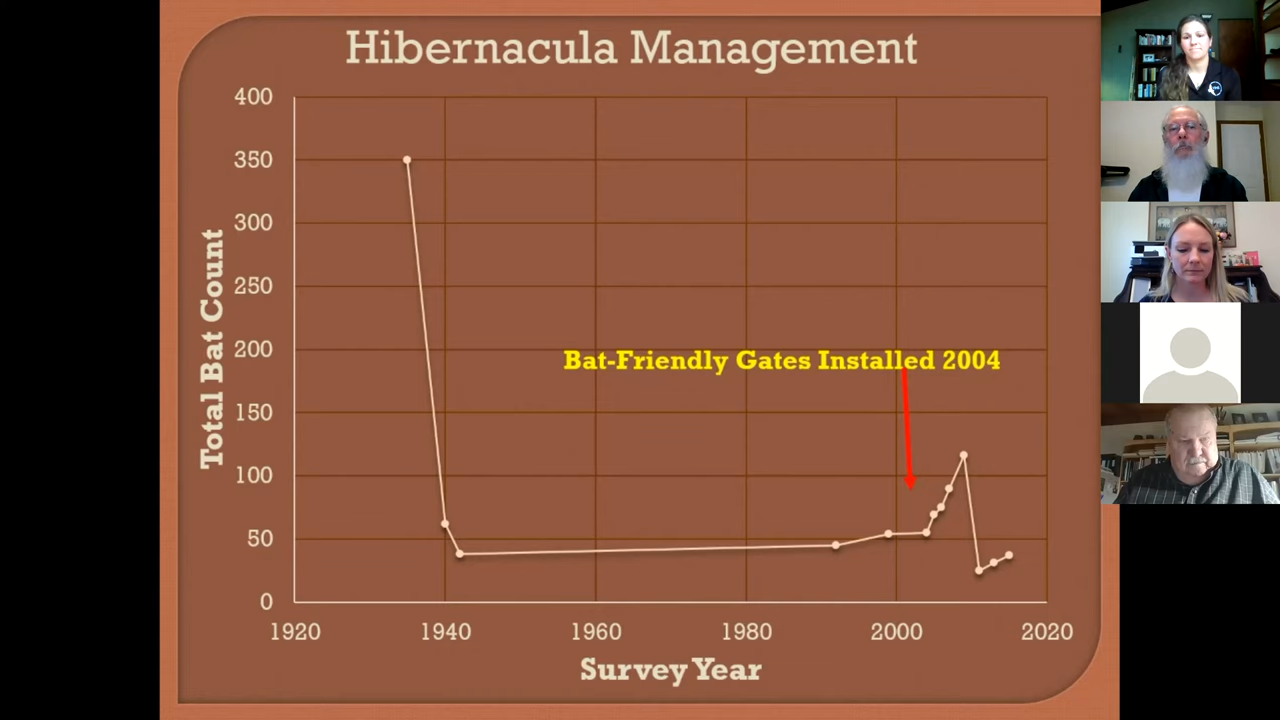 Hibernacula Management
400
350
300
250
200
150
100
50
0
Total Bat Count
Bat-Friendly Gates Installed 2004
1920 1940 1960 1980 2000 2020
Survey Year